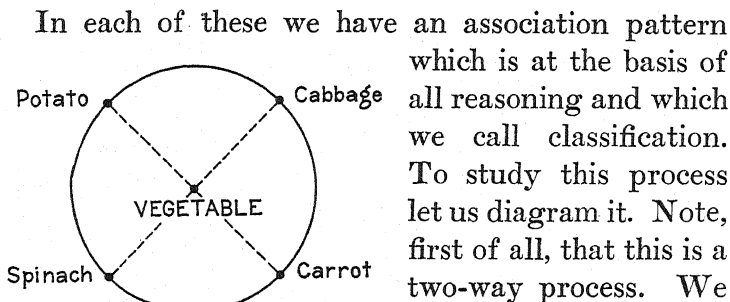 In each of these we have an association pattern
which is at the basis of
all reasoning and which
we call classification.
To study this process
let us diagram it. Note,
first of all, that this is a
two-way process. We
Potato
Cabbage
VEGETABLE
Spinach
Carrot